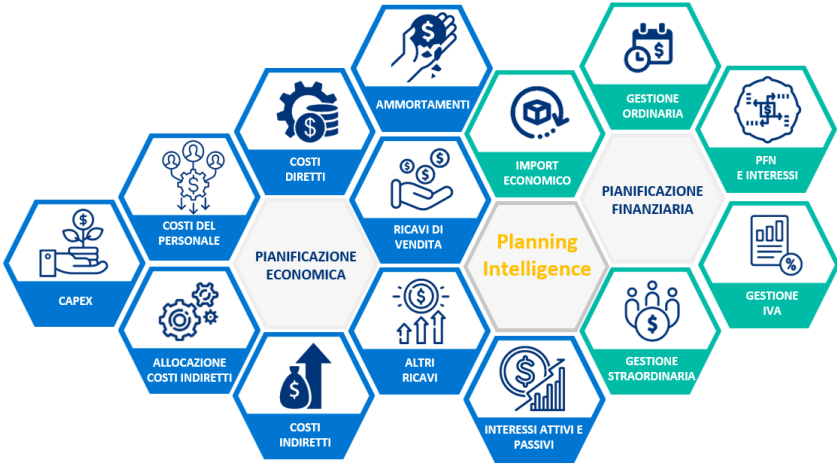 AMMORTAMENTI
GESTIONE
ORDINARIA
COSTI
DIRETTI
IMPORT
ECONOMICO
PFN
E INTERESSI
COSTI DEL
PERSONALE
RICAVI DI
VENDITA
PIANIFICAZIONE
FINANZIARIA
PIANIFICAZIONE
ECONOMICA
Planning
Intelligence
CAPEX
GESTIONE
IVA
ALLOCAZIONE
COSTI INDIRETTI
ALTRI
RICAVI
GESTIONE
STRAORDINARIA
COSTI
INDIRETTI
INTERESSI ATTIVI E
PASSIVI